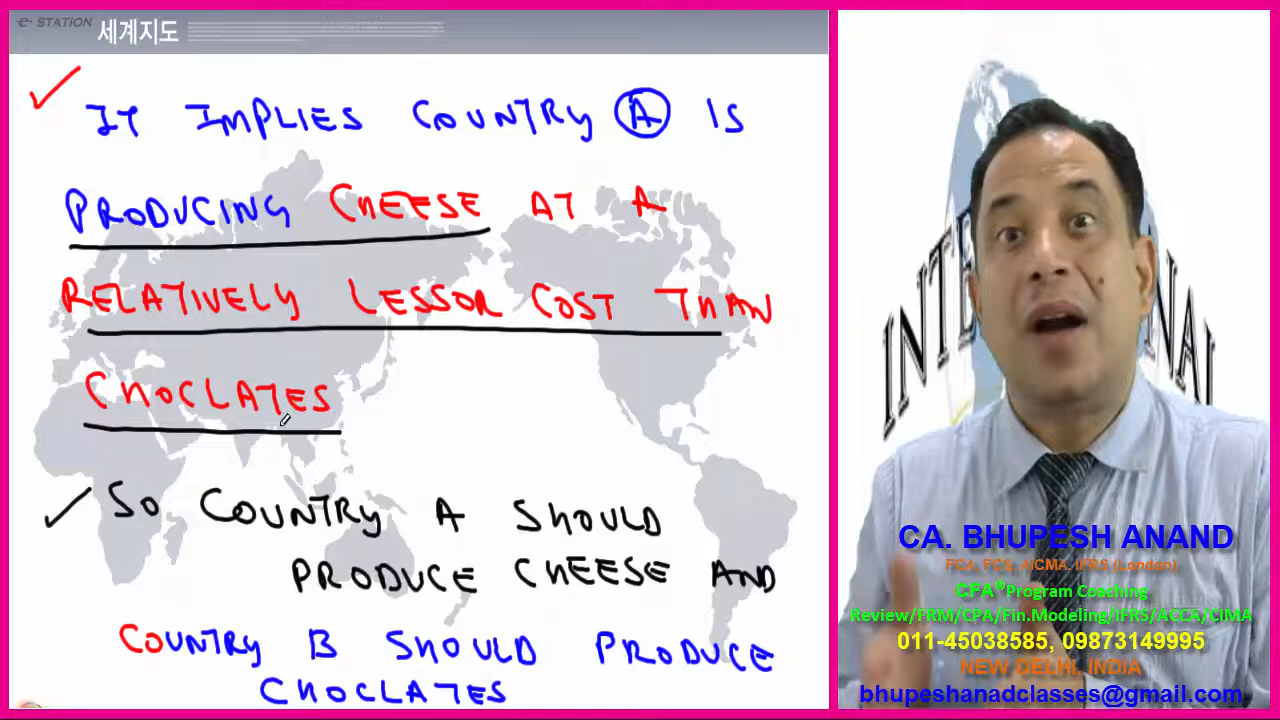 e-STATION
세계지도
IT IMPLIES COUNTRY A IS
PRODUCING CHEESE AT A
RELATIVELY LESSOR COST THAN
CHOCLATES
SO COUNTRY A SHOULD
PRODUCE CHEESE AND
COUNTRY B SHOULD PRODUCE
CHOCLATES
CA. BHUPESH ANAND
FCA, FCS, AICMA, IFRS (London)
CFA® Program Coaching
Review/FRM/CPA/Fin.Modeling/IFRS/ACCA/CIMA
011-45038585, 09873149995
NEW DELHI, INDIA
bhupeshanadclasses@gmail.com